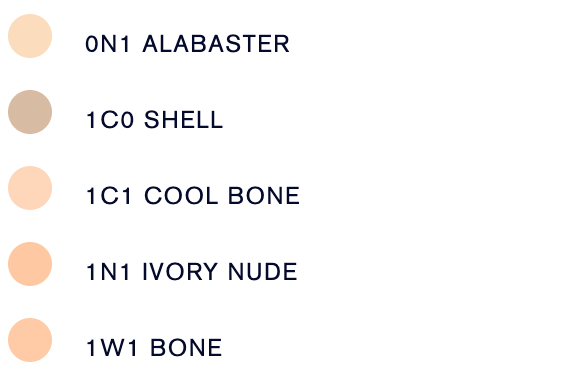 0N1 ALABASTER
1C0 SHELL
1C1 COOL BONE
1N1 IVORY NUDE
1W1 BONE